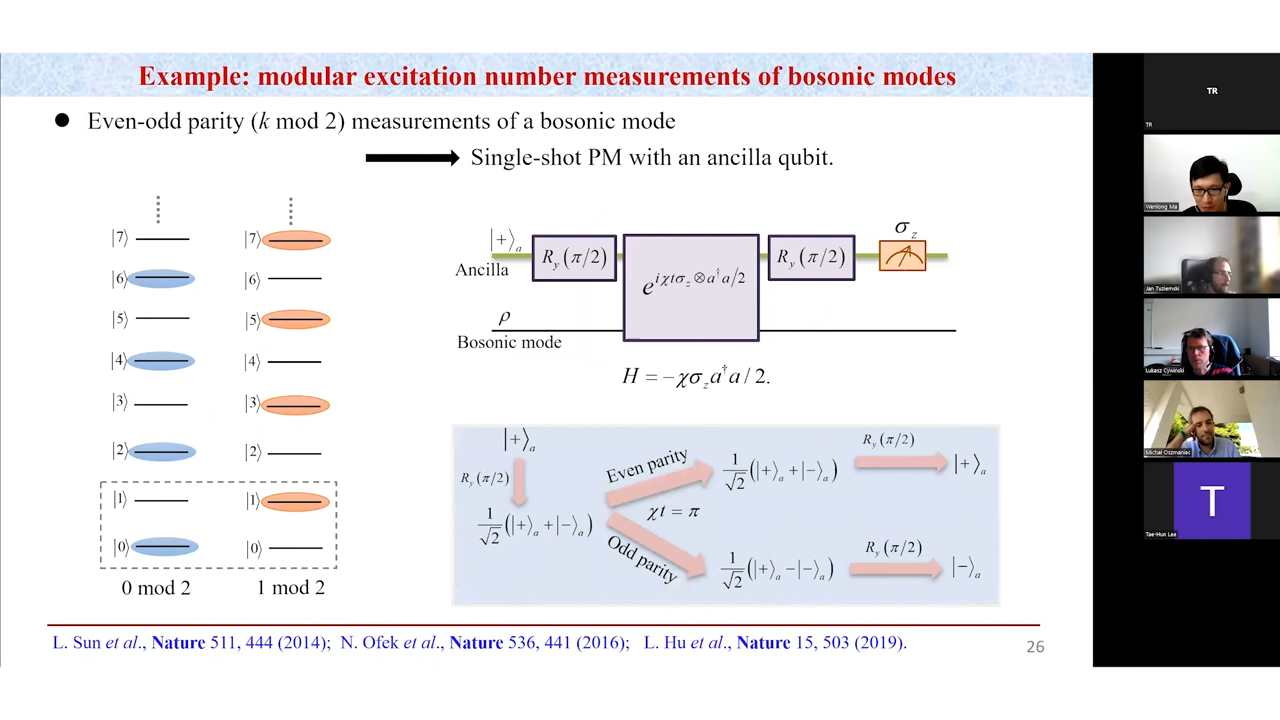 Example: modular excitation number measurements of bosonic modes
● Even-odd parity (k mod 2) measurements of a bosonic mode
Single-shot PM with an ancilla qubit.
|7⟩
|6⟩
|5⟩
|4⟩
|3⟩
|2⟩
|1⟩
|0⟩
0 mod 2
|7⟩
|6⟩
|5⟩
|4⟩
|3⟩
|2⟩
|1⟩
|0⟩
1 mod 2
|+⟩ₐ
Ancilla
R_y(π/2)
e^{iχtσ_z⊗a†a/2}
R_y(π/2)
σ_z
ρ
Bosonic mode
H = −χσ_z a†a / 2.
|+⟩ₐ
R_y(π/2)
1/√2(|+⟩ₐ+|−⟩ₐ)
Even parity
χt = π
Odd parity
1/√2(|+⟩ₐ+|−⟩ₐ)
R_y(π/2)
|+⟩ₐ
1/√2(|+⟩ₐ−|−⟩ₐ)
R_y(π/2)
|−⟩ₐ
L. Sun et al., Nature 511, 444 (2014); N. Ofek et al., Nature 536, 441 (2016); L. Hu et al., Nature 15, 503 (2019).
26
TR
TR
Wenlong Ma
Jan Tuziemski
Łukasz Cywiński
Michał Oszmaniec
T
Tae-Hun Lee